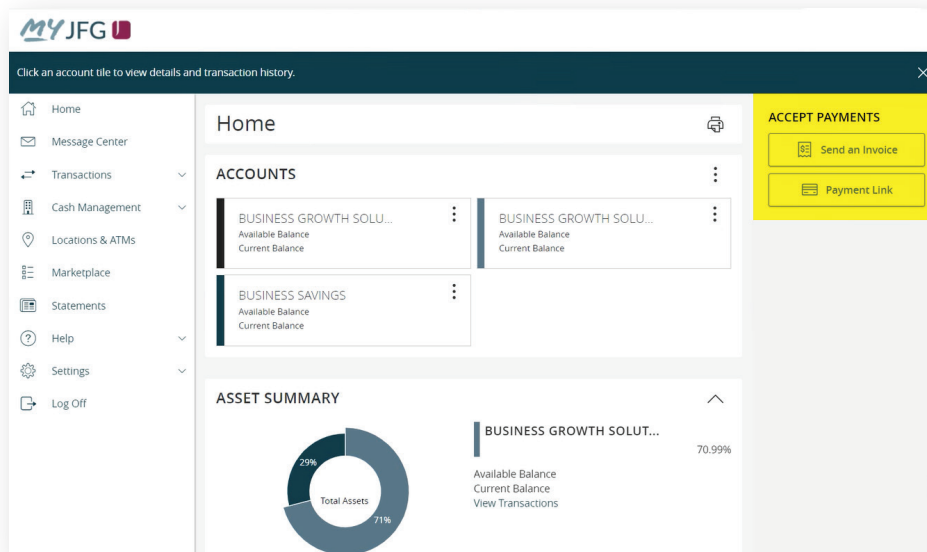 MY JFG
Click an account tile to view details and transaction history.
Home
Message Center
Transactions
Cash Management
Locations & ATMs
Marketplace
Statements
Help
Settings
Log Off
Home
ACCOUNTS
BUSINESS GROWTH SOLU...
Available Balance
Current Balance
BUSINESS GROWTH SOLU...
Available Balance
Current Balance
BUSINESS SAVINGS
Available Balance
Current Balance
ASSET SUMMARY
29%
Total Assets
71%
BUSINESS GROWTH SOLUT...
70.99%
Available Balance
Current Balance
View Transactions
ACCEPT PAYMENTS
Send an Invoice
Payment Link